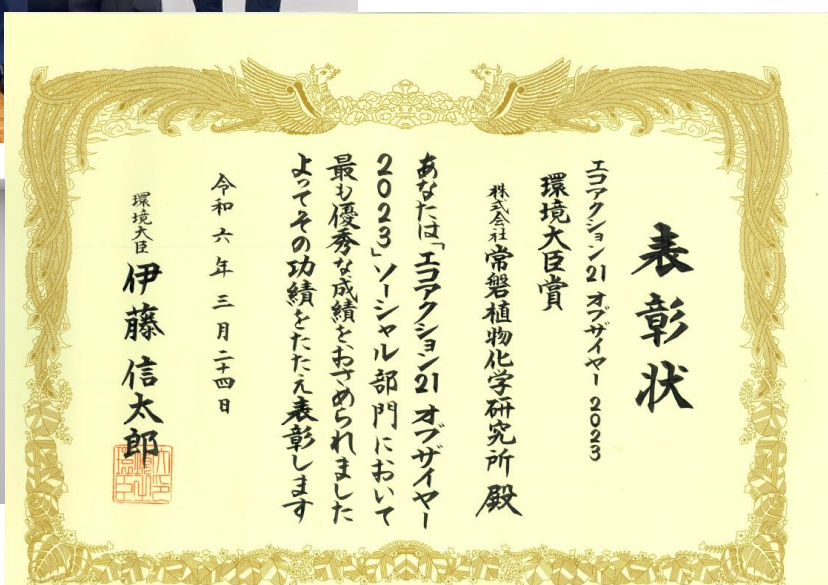 表彰状
エコアクション21 オブザイヤー 2023
環境大臣賞
株式会社 常磐植物化学研究所 殿
あなたは「エコアクション21 オブザイヤー
2023」ソーシャル部門において
最も優秀な成績をおさめられました
よってその功績をたたえ表彰します
令和六年三月二十四日
環境大臣 伊藤信太郎